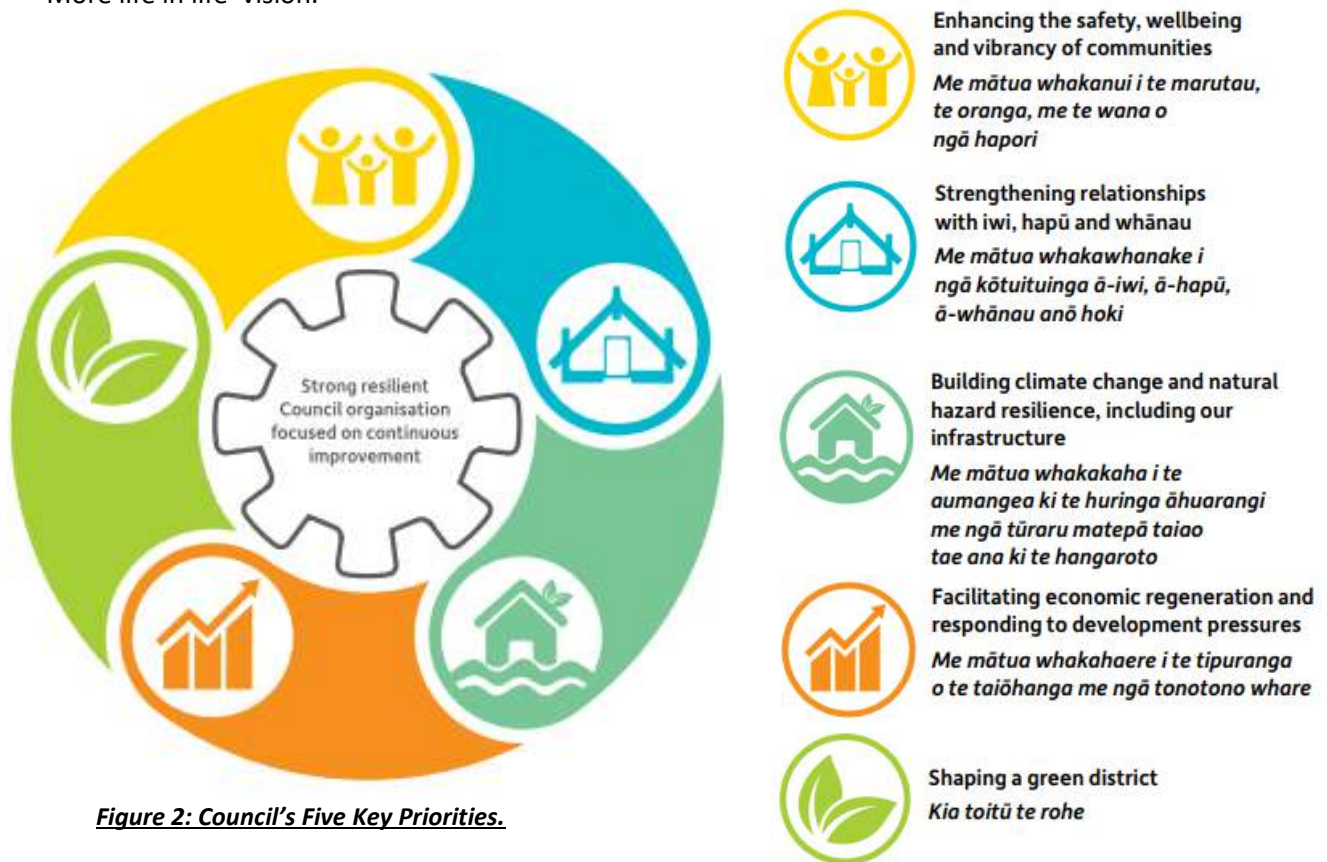 'More life in life' vision.
Strong resilient
Council organisation
focused on continuous
improvement
Figure 2: Council's Five Key Priorities.
Enhancing the safety, wellbeing
and vibrancy of communities
Me mātua whakanui i te marutau,
te oranga, me te wana o
ngā hapori
Strengthening relationships
with iwi, hapū and whānau
Me mātua whakawhanake i
ngā kōtuituinga ā-iwi, ā-hapū,
ā-whānau anō hoki
Building climate change and natural
hazard resilience, including our
infrastructure
Me mātua whakakaha i te
aumangea ki te huringa āhuarangi
me ngā tūraru matepā taiao
tae ana ki te hangaroto
Facilitating economic regeneration and
responding to development pressures
Me mātua whakahaere i te tipuranga
o te taiōhanga me ngā tonotono whare
Shaping a green district
Kia toitū te rohe